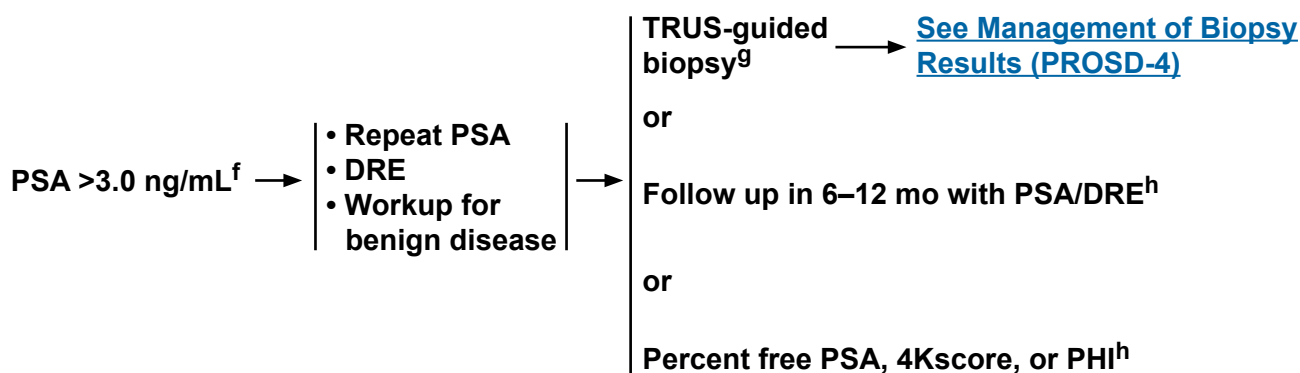 PSA >3.0 ng/mLf
• Repeat PSA
• DRE
• Workup for
benign disease
TRUS-guided
biopsyg
See Management of Biopsy
Results (PROSD-4)
or
Follow up in 6–12 mo with PSA/DREh
or
Percent free PSA, 4Kscore, or PHIh